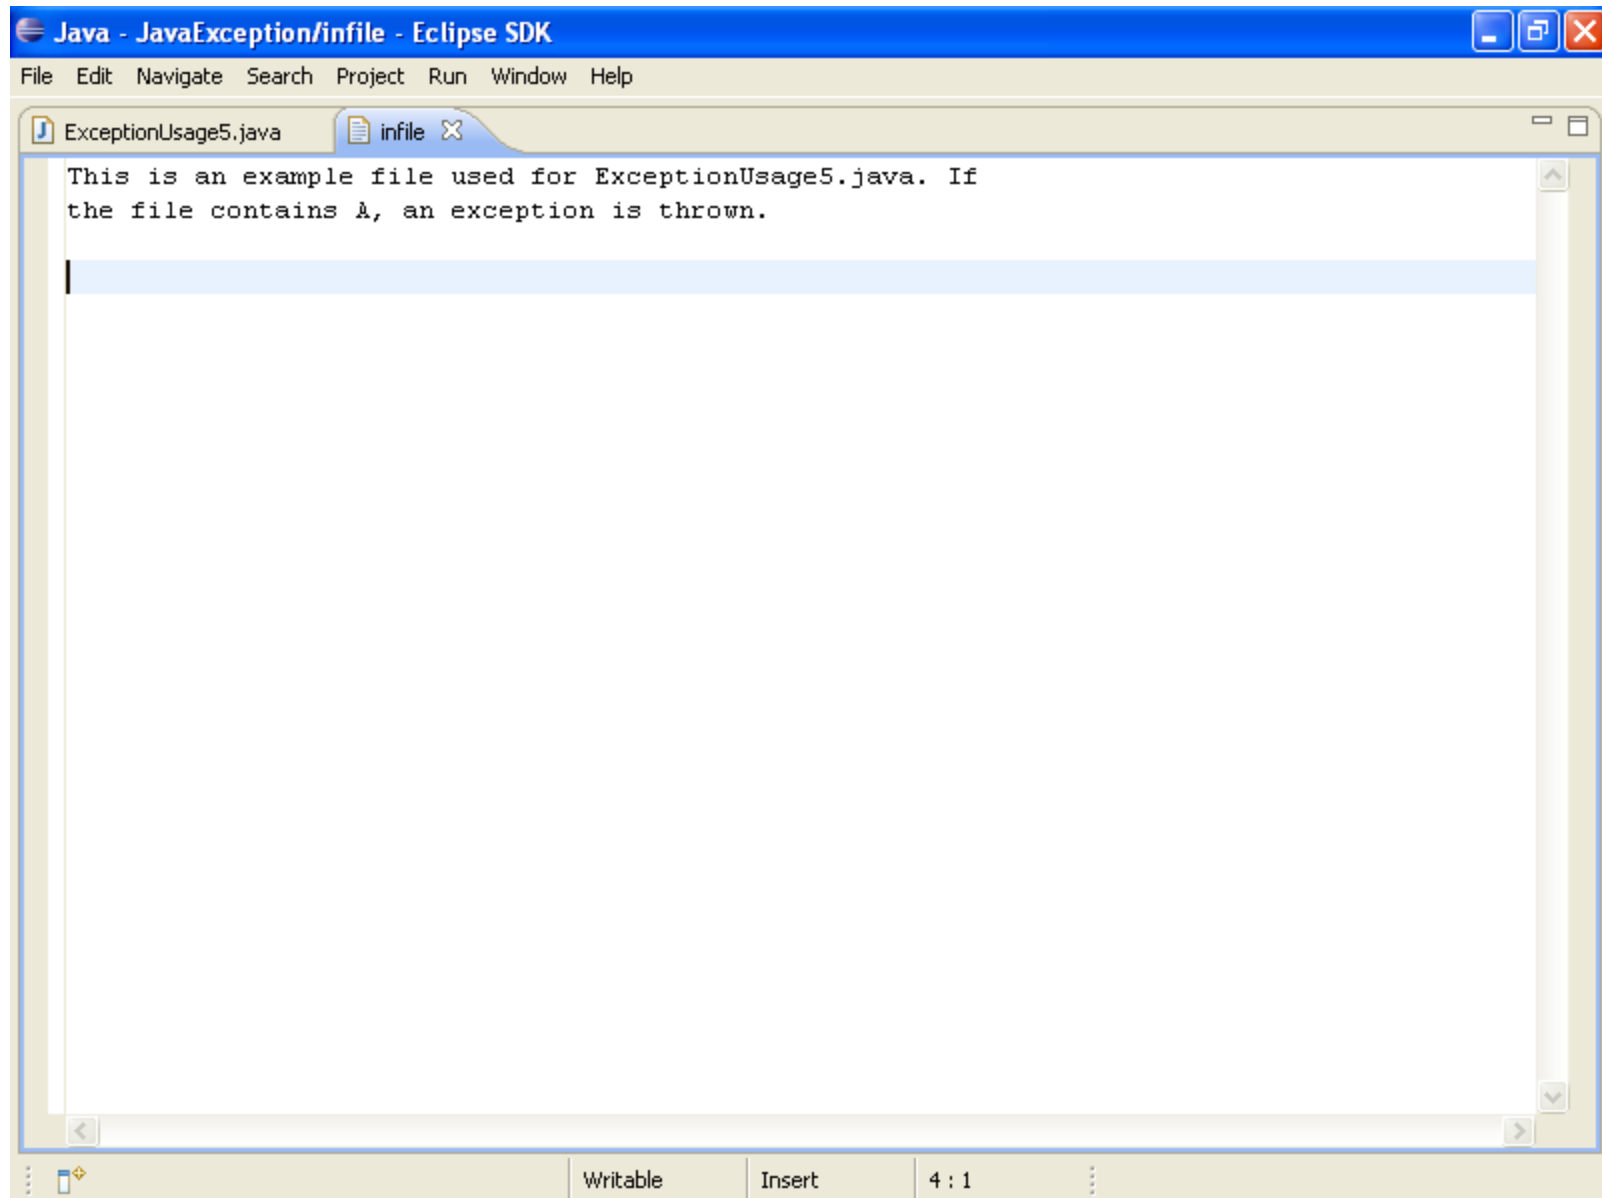 Java - JavaException/infile - Eclipse SDK
File Edit Navigate Search Project Run Window Help
ExceptionUsage5.java infile
This is an example file used for ExceptionUsage5.java. If
the file contains A, an exception is thrown.
Writable Insert 4 : 1